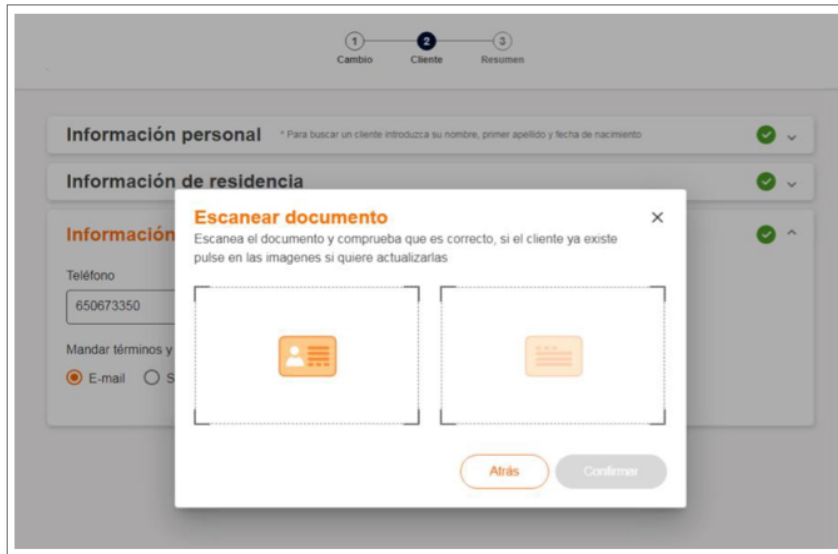 1
2
3
Cambio
Cliente
Resumen
Información personal * Para buscar un cliente introduzca su nombre, primer apellido y fecha de nacimiento
Información de residencia
Escanear documento
Escanea el documento y comprueba que es correcto, si el cliente ya existe
pulse en las imagenes si quiere actualizarlas
Información
Teléfono
650673350
Mandar términos y
E-mail S
Atrás
Confirmar